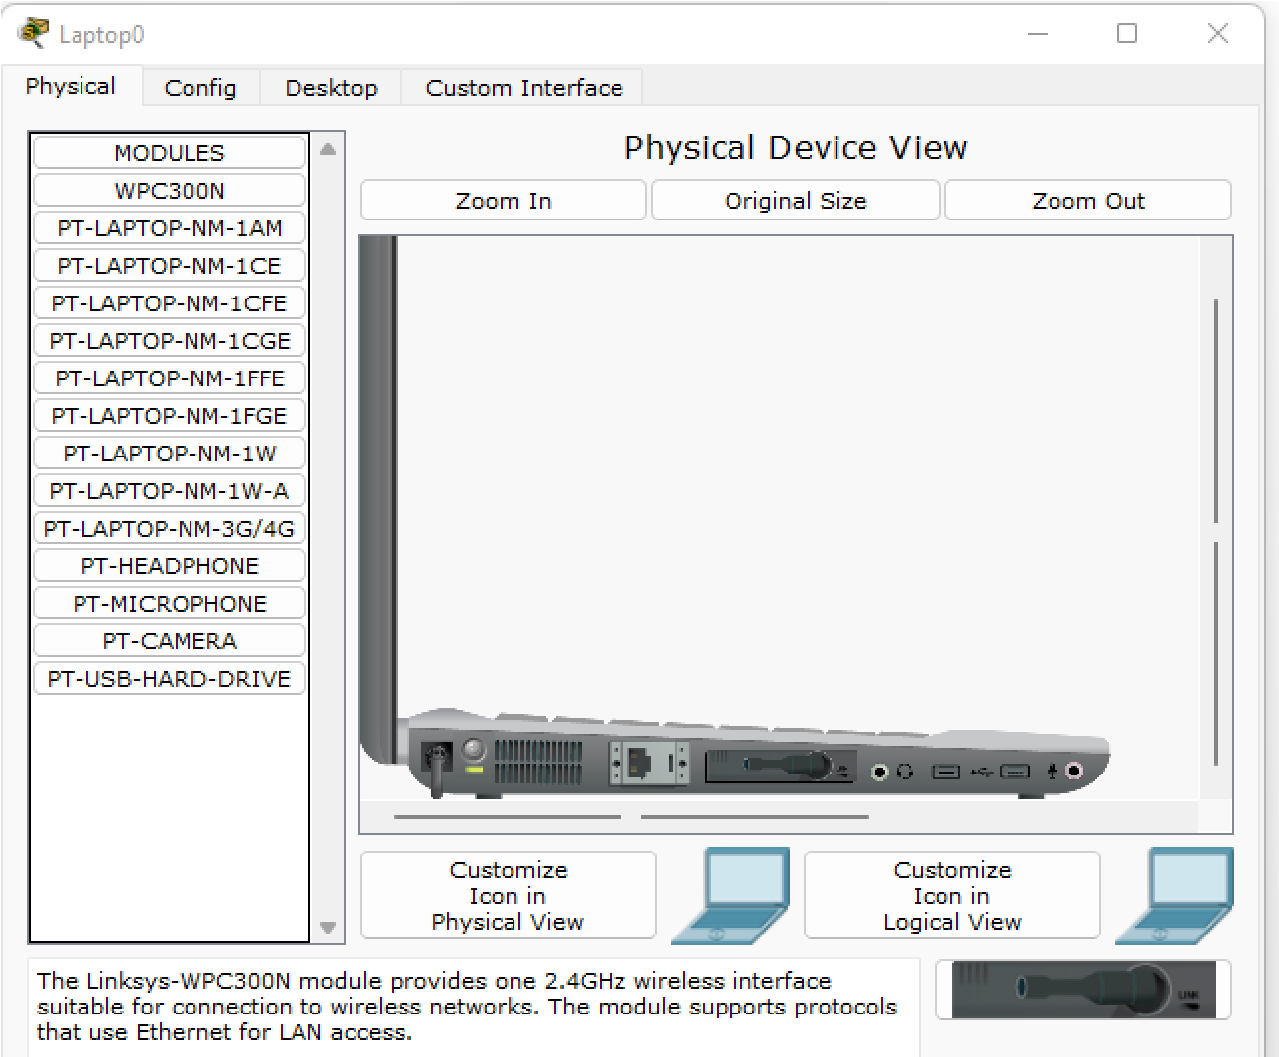 Laptop0
Physical
Config
Desktop
Custom Interface
MODULES
WPC300N
PT-LAPTOP-NM-1AM
PT-LAPTOP-NM-1CE
PT-LAPTOP-NM-1CFE
PT-LAPTOP-NM-1CGE
PT-LAPTOP-NM-1FFE
PT-LAPTOP-NM-1FGE
PT-LAPTOP-NM-1W
PT-LAPTOP-NM-1W-A
PT-LAPTOP-NM-3G/4G
PT-HEADPHONE
PT-MICROPHONE
PT-CAMERA
PT-USB-HARD-DRIVE
Physical Device View
Zoom In
Original Size
Zoom Out
Customize
Icon in
Physical View
Customize
Icon in
Logical View
The Linksys-WPC300N module provides one 2.4GHz wireless interface
suitable for connection to wireless networks. The module supports protocols
that use Ethernet for LAN access.
LINK